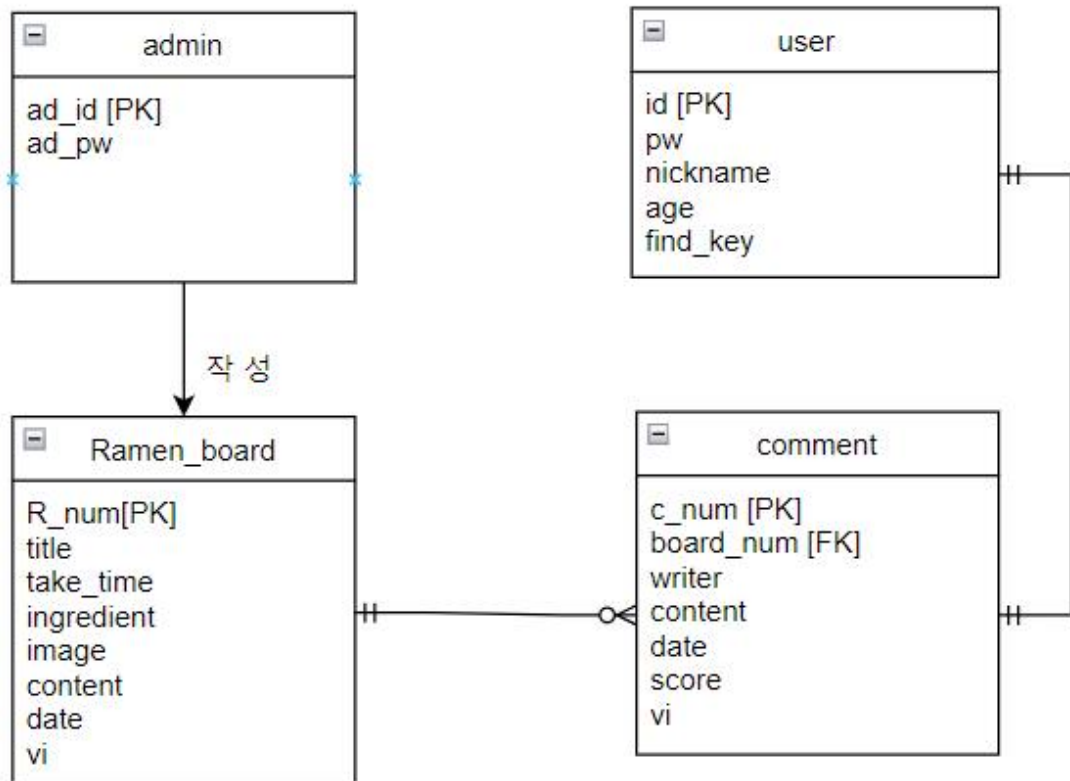 admin
ad_id [PK]
ad_pw
user
id [PK]
pw
nickname
age
find_key
작 성
Ramen_board
R_num[PK]
title
take_time
ingredient
image
content
date
vi
comment
c_num [PK]
board_num [FK]
writer
content
date
score
vi